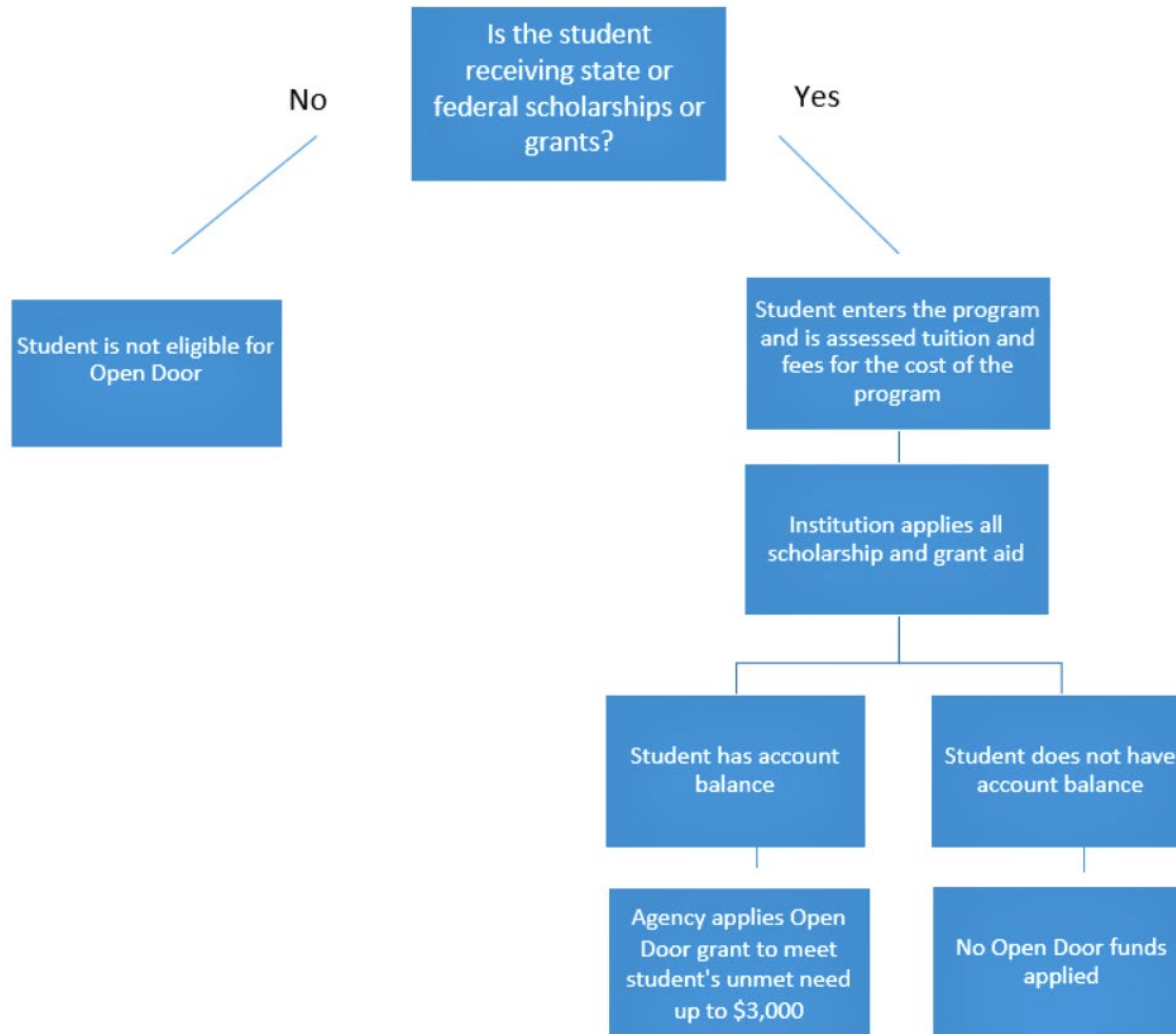 Is the student
receiving state or
federal scholarships or
grants?
No
Yes
Student is not eligible for
Open Door
Student enters the program
and is assessed tuition and
fees for the cost of the
program
Institution applies all
scholarship and grant aid
Student has account
balance
Student does not have
account balance
Agency applies Open
Door grant to meet
student's unmet need
up to $3,000
No Open Door funds
applied